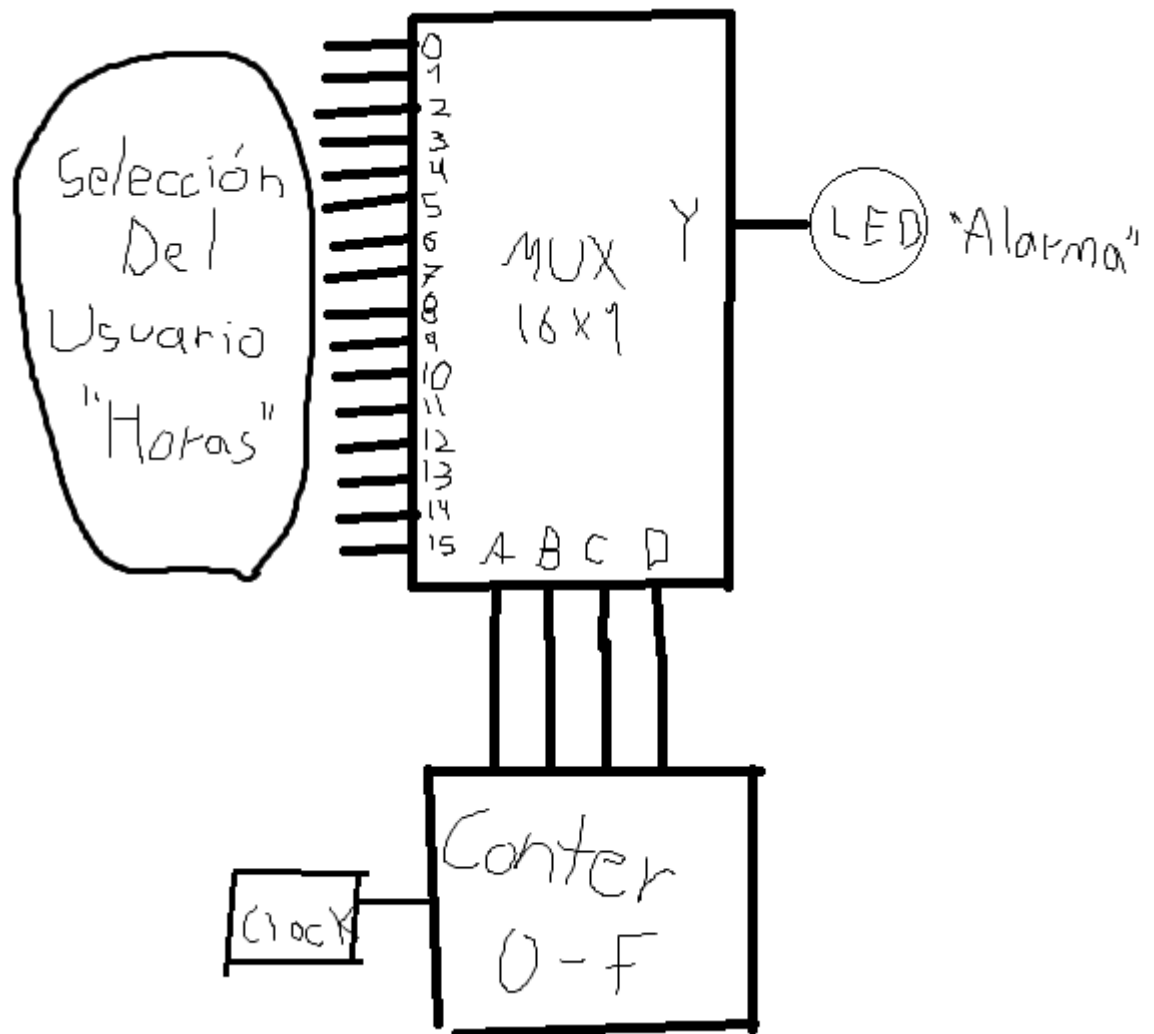 Selección
Del
Usuario
"Horas"
0
1
2
3
4
5
6
7
8
9
10
11
12
13
14
15
MUX
16x1
Y
A B C D
LED "Alarma"
Conter
0-F
Clock